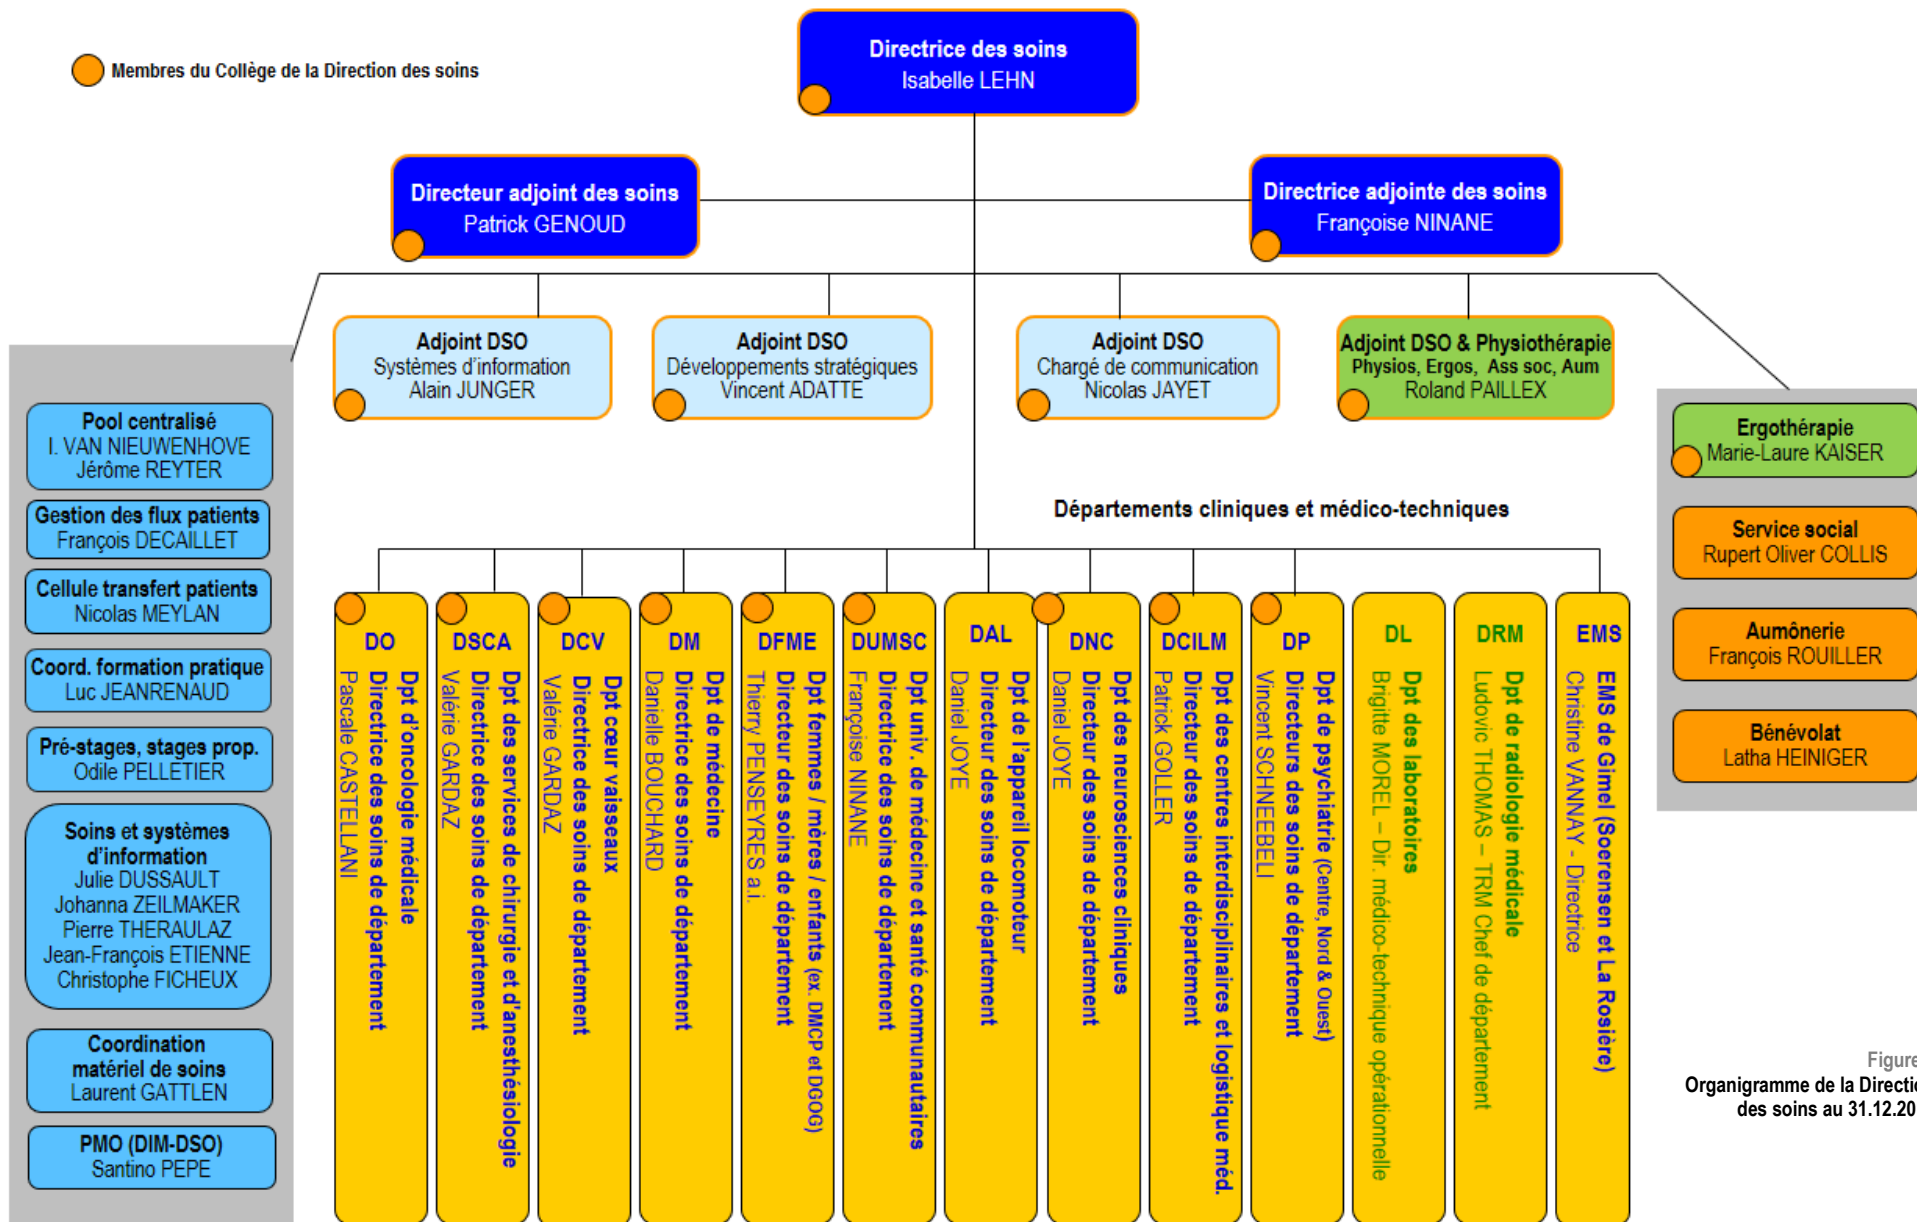 Membres du Collège de la Direction des soins
Directrice des soins
Isabelle LEHN
Directeur adjoint des soins
Patrick GENOUD
Directrice adjointe des soins
Françoise NINANE
Adjoint DSO
Systèmes d'information
Alain JUNGER
Adjoint DSO
Développements stratégiques
Vincent ADATTE
Adjoint DSO
Chargé de communication
Nicolas JAYET
Adjoint DSO & Physiothérapie
Physios, Ergos, Ass soc, Aum
Roland PAILLEX
Pool centralisé
I. VAN NIEUWENHOVE
Jérôme REYTER
Gestion des flux patients
François DECAILLET
Cellule transfert patients
Nicolas MEYLAN
Coord. formation pratique
Luc JEANRENAUD
Pré-stages, stages prop.
Odile PELLETIER
Soins et systèmes
d'information
Julie DUSSAULT
Johanna ZEILMAKER
Pierre THERAULAZ
Jean-François ETIENNE
Christophe FICHEUX
Coordination
matériel de soins
Laurent GATTLEN
PMO (DIM-DSO)
Santino PEPE
Ergothérapie
Marie-Laure KAISER
Service social
Rupert Oliver COLLIS
Aumônerie
François ROUILLER
Bénévolat
Latha HEINIGER
Départements cliniques et médico-techniques
DO
Dpt d'oncologie médicale
Directrice des soins de département
Pascale CASTELLANI
DSCA
Dpt des services de chirurgie et d'anesthésiologie
Directrice des soins de département
Valérie GARDAZ
DCV
Dpt cœur vaisseaux
Directrice des soins de département
Valérie GARDAZ
DM
Dpt de médecine
Directrice des soins de département
Danielle BOUCHARD
DFME
Dpt femmes / mères / enfants (ex. DMCP et DGOG)
Directeur des soins de département
Thierry PENSEYRES a.i.
DUMSC
Dpt univ. de médecine et santé communautaires
Directrice des soins de département
Françoise NINANE
DAL
Dpt de l'appareil locomoteur
Directeur des soins de département
Daniel JOYE
DNC
Dpt des neurosciences cliniques
Directeur des soins de département
Daniel JOYE
DCILM
Dpt des centres interdisciplinaires et logistique méd.
Directeur des soins de département
Patrick GOLLER
DP
Dpt de psychiatrie (Centre, Nord & Ouest)
Directeurs des soins de département
Vincent SCHNEEBELI
DL
Dpt des laboratoires
Brigitte MOREL – Dir. médico-technique opérationnelle
DRM
Dpt de radiologie médicale
Ludovic THOMAS – TRM Chef de département
EMS
EMS de Gimel (Soerensen et La Rosière)
Christine VANNAY - Directrice
Figure
Organigramme de la Directi
des soins au 31.12.20